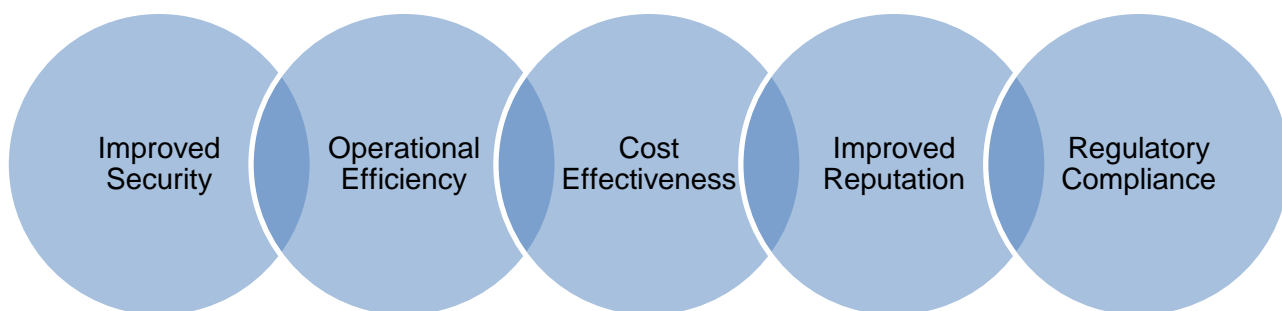 Improved
Security
Operational
Efficiency
Cost
Effectiveness
Improved
Reputation
Regulatory
Compliance